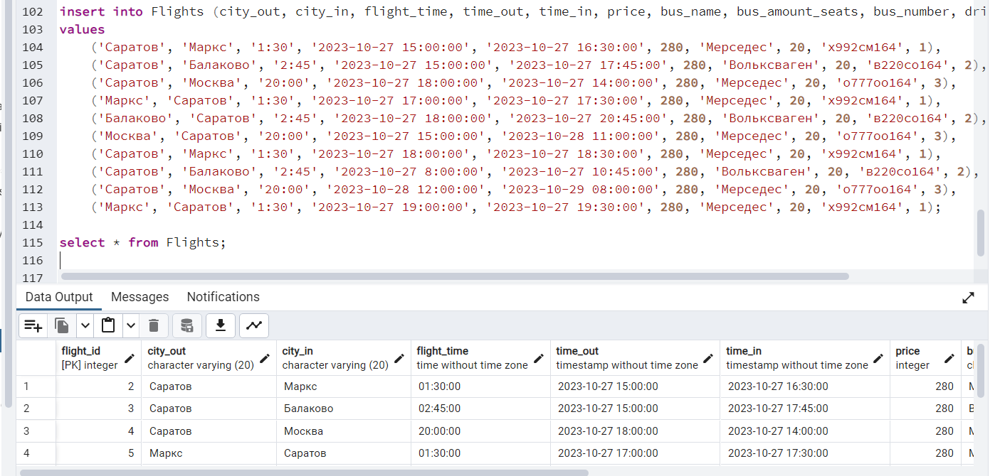 102 insert into Flights (city_out, city_in, flight_time, time_out, time_in, price, bus_name, bus_amount_seats, bus_number, dri
103 values
104 ('Саратов', 'Маркс', '1:30', '2023-10-27 15:00:00', '2023-10-27 16:30:00', 280, 'Мерседес', 20, 'х992см164', 1),
105 ('Саратов', 'Балаково', '2:45', '2023-10-27 15:00:00', '2023-10-27 17:45:00', 280, 'Вольксваген', 20, 'в220со164', 2),
106 ('Саратов', 'Москва', '20:00', '2023-10-27 18:00:00', '2023-10-27 14:00:00', 280, 'Мерседес', 20, 'о777оо164', 3),
107 ('Маркс', 'Саратов', '1:30', '2023-10-27 17:00:00', '2023-10-27 17:30:00', 280, 'Мерседес', 20, 'х992см164', 1),
108 ('Балаково', 'Саратов', '2:45', '2023-10-27 18:00:00', '2023-10-27 20:45:00', 280, 'Вольксваген', 20, 'в220со164', 2),
109 ('Москва', 'Саратов', '20:00', '2023-10-27 15:00:00', '2023-10-28 11:00:00', 280, 'Мерседес', 20, 'о777оо164', 3),
110 ('Саратов', 'Маркс', '1:30', '2023-10-27 18:00:00', '2023-10-27 18:30:00', 280, 'Мерседес', 20, 'х992см164', 1),
111 ('Саратов', 'Балаково', '2:45', '2023-10-27 8:00:00', '2023-10-27 10:45:00', 280, 'Вольксваген', 20, 'в220со164', 2),
112 ('Саратов', 'Москва', '20:00', '2023-10-28 12:00:00', '2023-10-29 08:00:00', 280, 'Мерседес', 20, 'о777оо164', 3),
113 ('Маркс', 'Саратов', '1:30', '2023-10-27 19:00:00', '2023-10-27 19:30:00', 280, 'Мерседес', 20, 'х992см164', 1);
114
115 select * from Flights;
116
117
Data Output Messages Notifications
flight_id city_out city_in flight_time time_out time_in price
[PK] integer character varying (20) character varying (20) time without time zone timestamp without time zone timestamp without time zone integer
1 2 Саратов Маркс 01:30:00 2023-10-27 15:00:00 2023-10-27 16:30:00 280
2 3 Саратов Балаково 02:45:00 2023-10-27 15:00:00 2023-10-27 17:45:00 280
3 4 Саратов Москва 20:00:00 2023-10-27 18:00:00 2023-10-27 14:00:00 280
4 5 Маркс Саратов 01:30:00 2023-10-27 17:00:00 2023-10-27 17:30:00 280